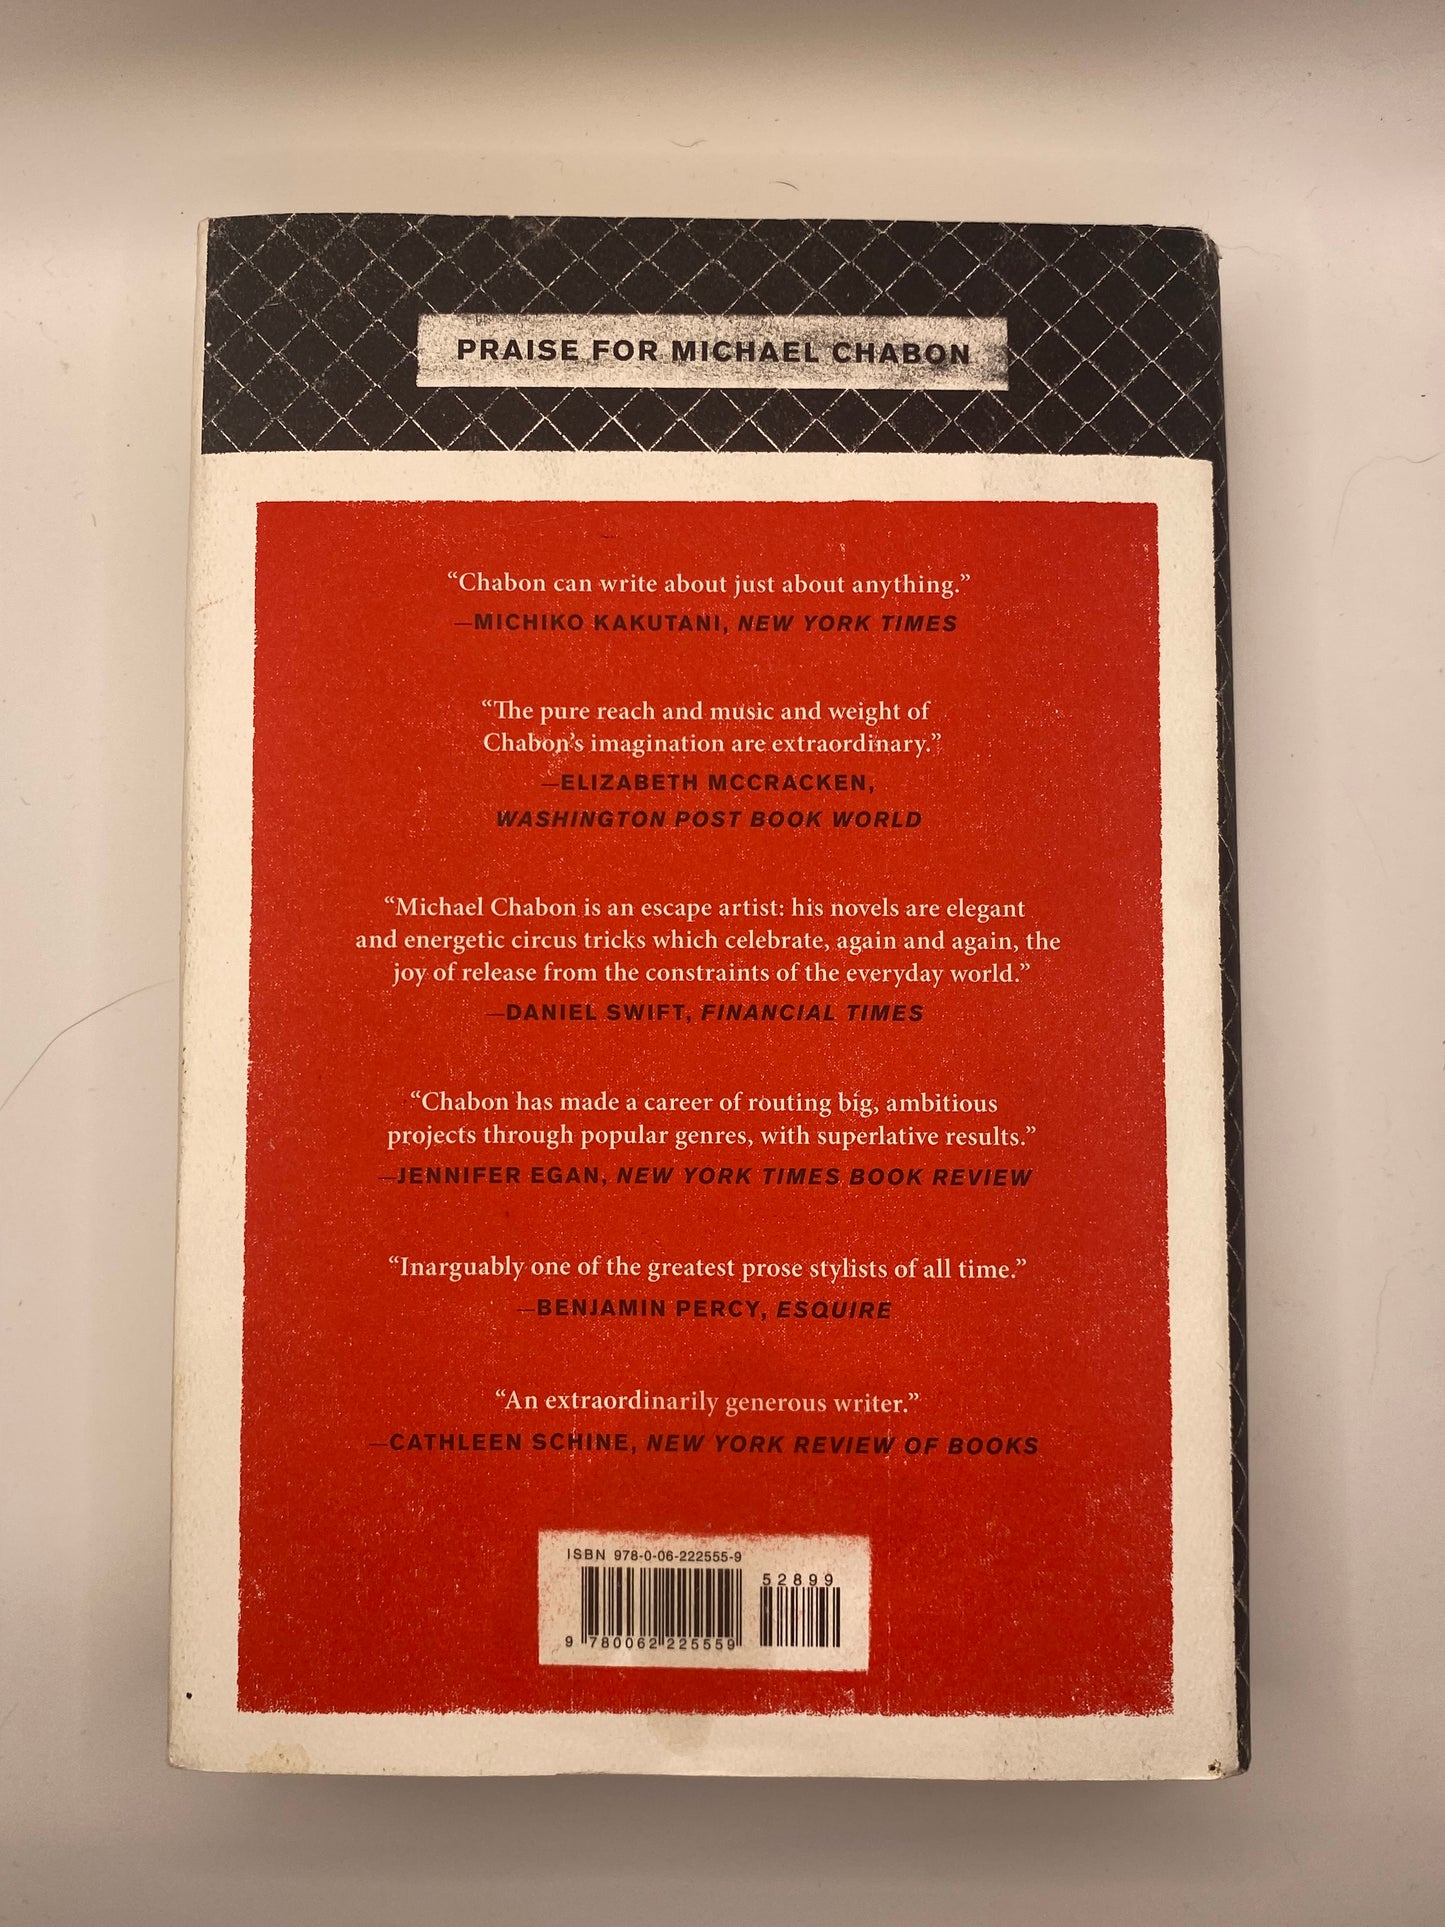 PRAISE FOR MICHAEL CHABON
“Chabon can write about just about anything.”
—MICHIKO KAKUTANI, NEW YORK TIMES
“The pure reach and music and weight of
Chabon’s imagination are extraordinary.”
—ELIZABETH MCCRACKEN,
WASHINGTON POST BOOK WORLD
“Michael Chabon is an escape artist: his novels are elegant
and energetic circus tricks which celebrate, again and again, the
joy of release from the constraints of the everyday world.”
—DANIEL SWIFT, FINANCIAL TIMES
“Chabon has made a career of routing big, ambitious
projects through popular genres, with superlative results.”
—JENNIFER EGAN, NEW YORK TIMES BOOK REVIEW
“Inarguably one of the greatest prose stylists of all time.”
—BENJAMIN PERCY, ESQUIRE
“An extraordinarily generous writer.”
—CATHLEEN SCHINE, NEW YORK REVIEW OF BOOKS
ISBN 978-0-06-222555-9
52899
9 780062 225559